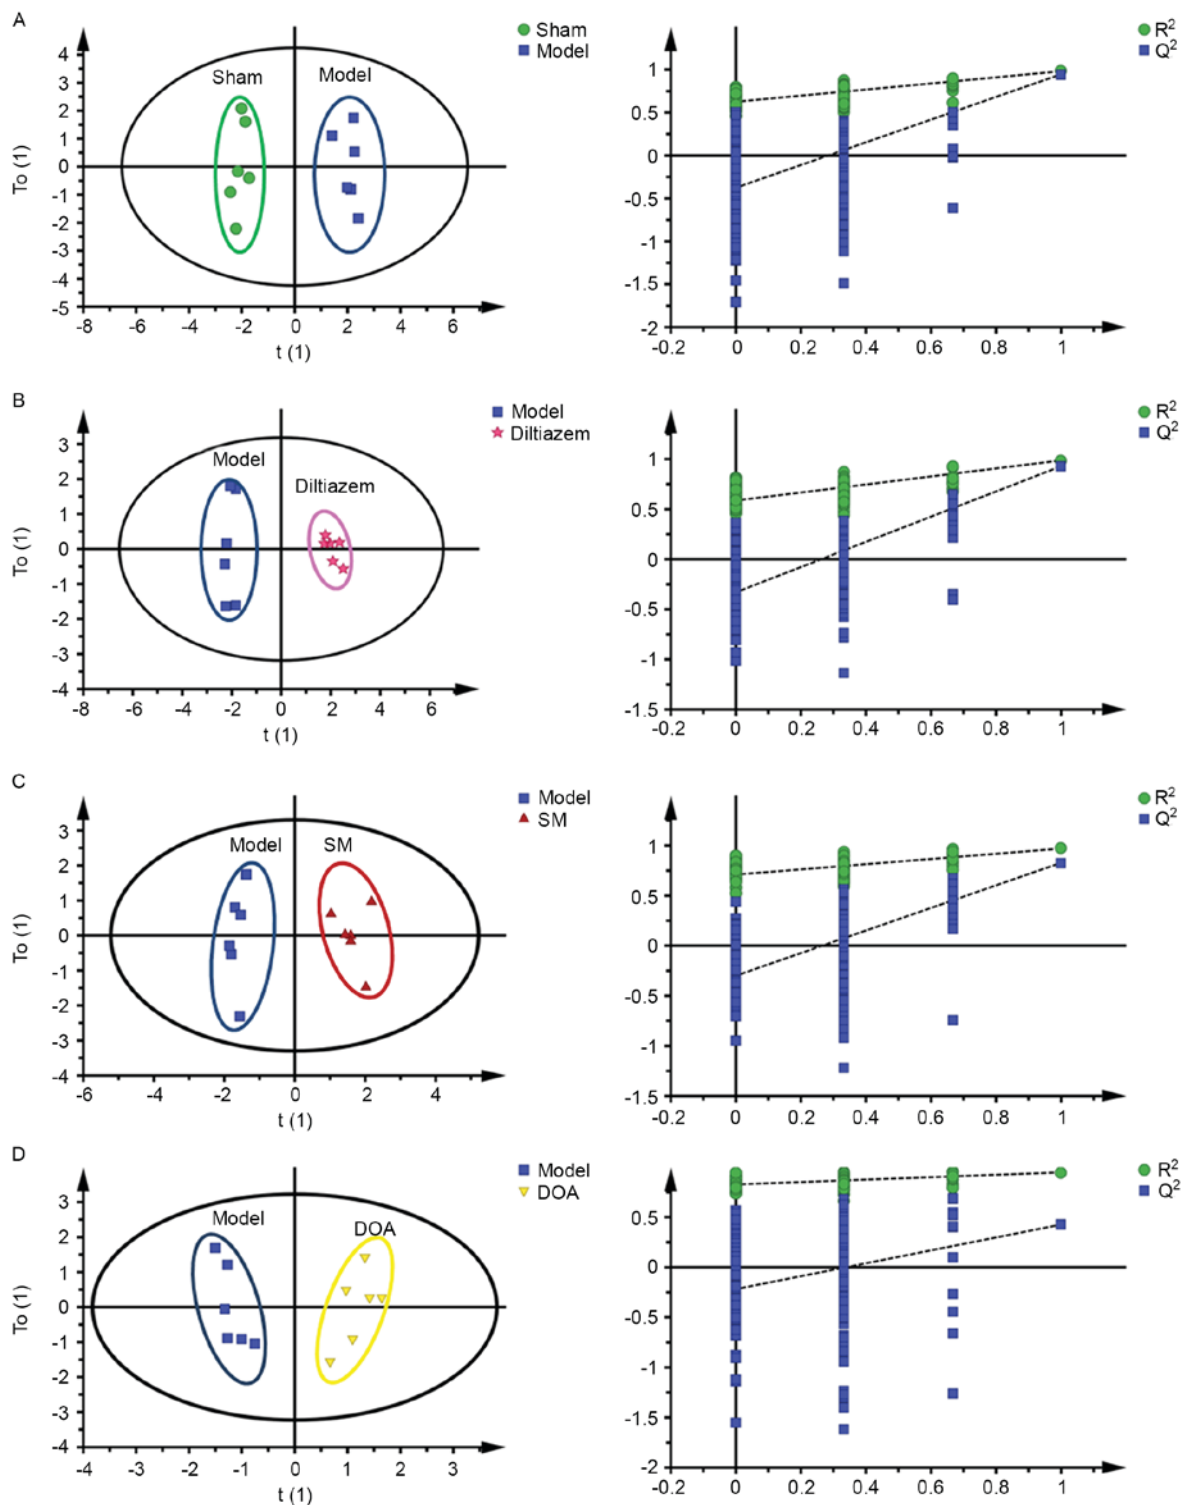 A
Sham
Model
Sham
Model
To (1)
4
3
2
1
0
-1
-2
-3
-4
-5
-8 -6 -4 -2 0 2 4 6
t (1)
R²
Q²
1
0.5
0
-0.5
-1
-1.5
-2
-0.2 0 0.2 0.4 0.6 0.8 1
B
Model
Diltiazem
Model
Diltiazem
To (1)
3
2
1
0
-1
-2
-3
-4
-8 -6 -4 -2 0 2 4 6
t (1)
R²
Q²
1
0.5
0
-0.5
-1
-1.5
-0.2 0 0.2 0.4 0.6 0.8 1
C
Model
SM
Model SM
To (1)
3
2
1
0
-1
-2
-3
-4
-6 -4 -2 0 2 4
t (1)
R²
Q²
1
0.5
0
-0.5
-1
-1.5
-0.2 0 0.2 0.4 0.6 0.8 1
D
Model
DOA
Model
DOA
To (1)
3
2
1
0
-1
-2
-3
-4
-4 -3 -2 -1 0 1 2 3
t (1)
R²
Q²
0.5
0
-0.5
-1
-1.5
-2
-0.2 0 0.2 0.4 0.6 0.8 1